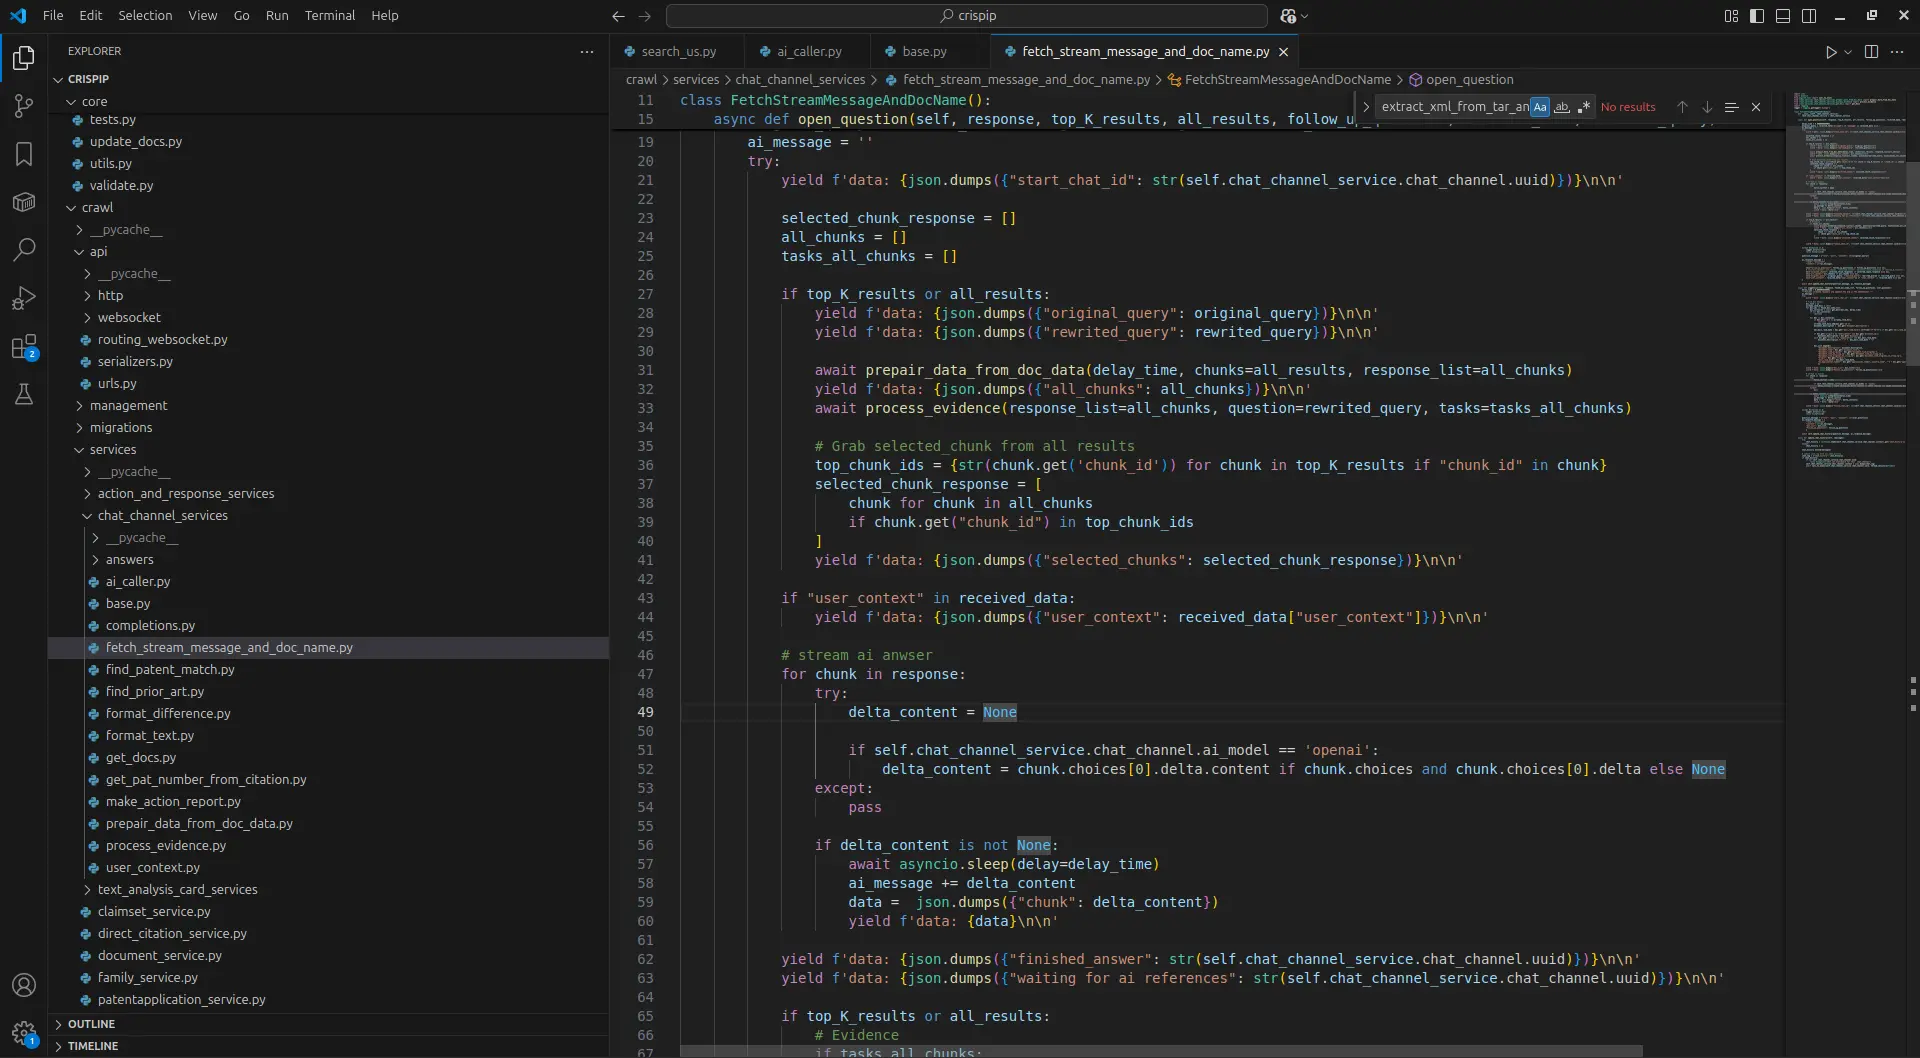 File Edit Selection View Go Run Terminal Help
crispip
EXPLORER
CRISPIP
core
tests.py
update_docs.py
utils.py
validate.py
crawl
__pycache__
api
__pycache__
http
websocket
routing_websocket.py
serializers.py
urls.py
management
migrations
services
__pycache__
action_and_response_services
chat_channel_services
__pycache__
answers
ai_caller.py
base.py
completions.py
fetch_stream_message_and_doc_name.py
find_patent_match.py
find_prior_art.py
format_difference.py
format_text.py
get_docs.py
get_pat_number_from_citation.py
make_action_report.py
prepair_data_from_doc_data.py
process_evidence.py
user_context.py
text_analysis_card_services
claimset_service.py
direct_citation_service.py
document_service.py
family_service.py
patentapplication_service.py
OUTLINE
TIMELINE
2
1
search_us.py ai_caller.py base.py fetch_stream_message_and_doc_name.py
crawl > services > chat_channel_services > fetch_stream_message_and_doc_name.py > FetchStreamMessageAndDocName > open_question
extract_xml_from_tar_an Aa ab .* No results
11 class FetchStreamMessageAndDocName():
15 async def open_question(self, response, top_K_results, all_results,
19 ai_message = ''
20 try:
21 yield f'data: {json.dumps({"start_chat_id": str(self.chat_channel_service.chat_channel.uuid)})}\n\n'
22
23 selected_chunk_response = []
24 all_chunks = []
25 tasks_all_chunks = []
26
27 if top_K_results or all_results:
28 yield f'data: {json.dumps({"original_query": original_query})}\n\n'
29 yield f'data: {json.dumps({"rewrited_query": rewrited_query})}\n\n'
30
31 await prepair_data_from_doc_data(delay_time, chunks=all_results, response_list=all_chunks)
32 yield f'data: {json.dumps({"all_chunks": all_chunks})}\n\n'
33 await process_evidence(response_list=all_chunks, question=rewrited_query, tasks=tasks_all_chunks)
34
35 # Grab selected_chunk from all results
36 top_chunk_ids = {str(chunk.get('chunk_id')) for chunk in top_K_results if "chunk_id" in chunk}
37 selected_chunk_response = [
38 chunk for chunk in all_chunks
39 if chunk.get("chunk_id") in top_chunk_ids
40 ]
41 yield f'data: {json.dumps({"selected_chunks": selected_chunk_response})}\n\n'
42
43 if "user_context" in received_data:
44 yield f'data: {json.dumps({"user_context": received_data["user_context"]})}\n\n'
45
46 # stream ai anwser
47 for chunk in response:
48 try:
49 delta_content = None
50
51 if self.chat_channel_service.chat_channel.ai_model == 'openai':
52 delta_content = chunk.choices[0].delta.content if chunk.choices and chunk.choices[0].delta else None
53 except:
54 pass
55
56 if delta_content is not None:
57 await asyncio.sleep(delay=delay_time)
58 ai_message += delta_content
59 data =  json.dumps({"chunk": delta_content})
60 yield f'data: {data}\n\n'
61
62 yield f'data: {json.dumps({"finished_answer": str(self.chat_channel_service.chat_channel.uuid)})}\n\n'
63 yield f'data: {json.dumps({"waiting for ai references": str(self.chat_channel_service.chat_channel.uuid)})}\n\n'
64
65 if top_K_results or all_results:
66 # Evidence
67 if tasks_all_chunks: